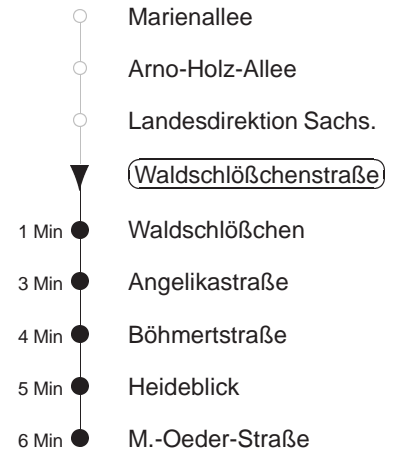 Marienallee
Arno-Holz-Allee
Landesdirektion Sachs.
Waldschlößchenstraße
1 Min Waldschlößchen
3 Min Angelikastraße
4 Min Böhmertstraße
5 Min Heideblick
6 Min M.-Oeder-Straße